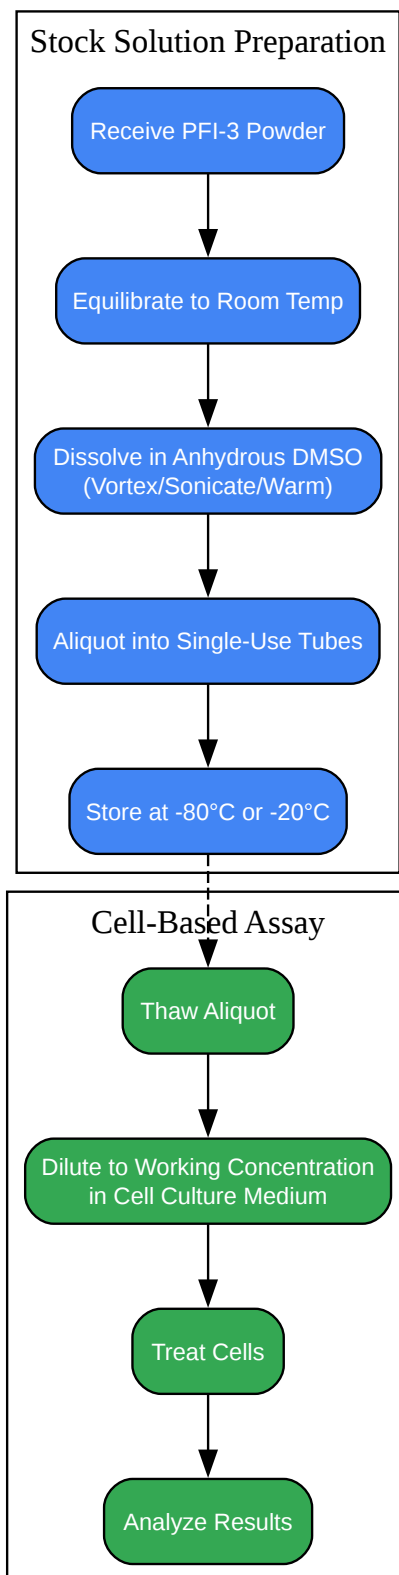 Stock Solution Preparation
Receive PFI-3 Powder
Equilibrate to Room Temp
Dissolve in Anhydrous DMSO
(Vortex/Sonicate/Warm)
Aliquot into Single-Use Tubes
Store at -80°C or -20°C
Cell-Based Assay
Thaw Aliquot
Dilute to Working Concentration
in Cell Culture Medium
Treat Cells
Analyze Results